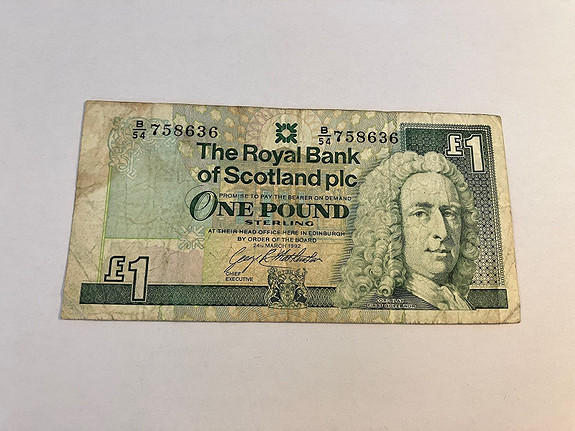 B/54 758636
B/54 758636
£1
The Royal Bank
of Scotland plc
PROMISE TO PAY THE BEARER ON DEMAND
ONE POUND
STERLING
AT THEIR HEAD OFFICE HERE IN EDINBURGH
BY ORDER OF THE BOARD
24TH MARCH 1992
CHIEF
EXECUTIVE
£1
FIRST GOVERNOR